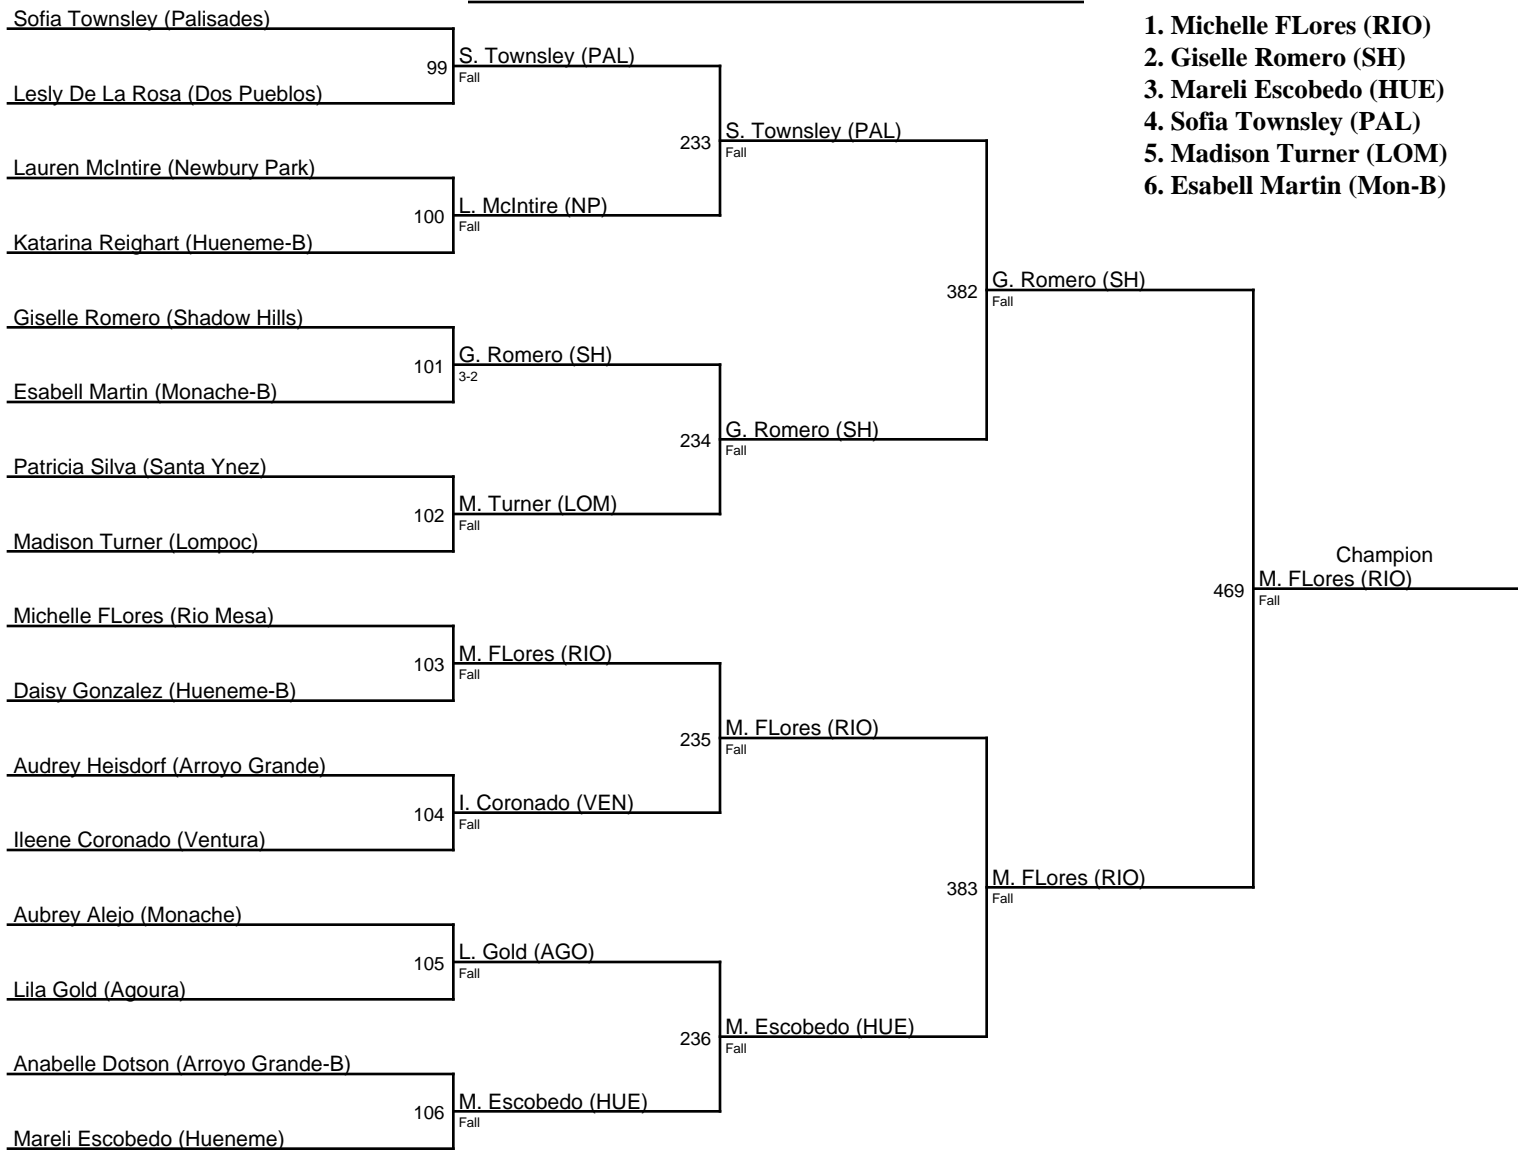 Sofia Townsley (Palisades)
99
S. Townsley (PAL)
Fall
Lesly De La Rosa (Dos Pueblos)
233
S. Townsley (PAL)
Fall
Lauren McIntire (Newbury Park)
100
L. McIntire (NP)
Fall
Katarina Reighart (Hueneme-B)
382
G. Romero (SH)
Fall
Giselle Romero (Shadow Hills)
101
G. Romero (SH)
3-2
Esabell Martin (Monache-B)
234
G. Romero (SH)
Fall
Patricia Silva (Santa Ynez)
102
M. Turner (LOM)
Fall
Madison Turner (Lompoc)
Champion
469
M. FLores (RIO)
Fall
Michelle FLores (Rio Mesa)
103
M. FLores (RIO)
Fall
Daisy Gonzalez (Hueneme-B)
235
M. FLores (RIO)
Fall
Audrey Heisdorf (Arroyo Grande)
104
I. Coronado (VEN)
Fall
Ileene Coronado (Ventura)
383
M. FLores (RIO)
Fall
Aubrey Alejo (Monache)
105
L. Gold (AGO)
Fall
Lila Gold (Agoura)
236
M. Escobedo (HUE)
Fall
Anabelle Dotson (Arroyo Grande-B)
106
M. Escobedo (HUE)
Fall
Mareli Escobedo (Hueneme)
1. Michelle FLores (RIO)
2. Giselle Romero (SH)
3. Mareli Escobedo (HUE)
4. Sofia Townsley (PAL)
5. Madison Turner (LOM)
6. Esabell Martin (Mon-B)